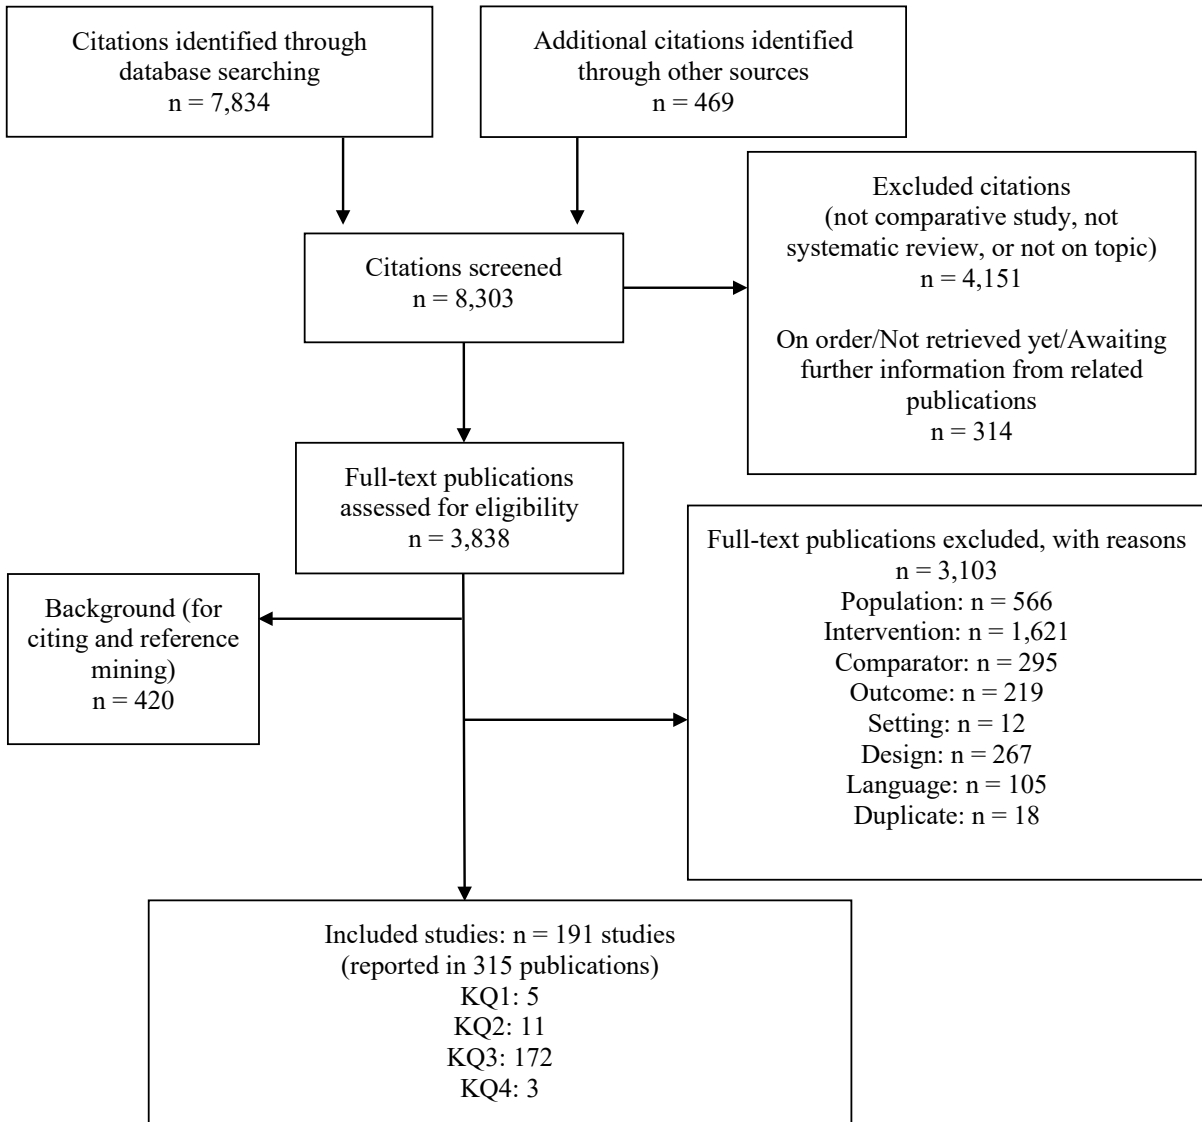 Citations identified through
database searching
n = 7,834
Additional citations identified
through other sources
n = 469
Excluded citations
(not comparative study, not
systematic review, or not on topic)
n = 4,151
On order/Not retrieved yet/Awaiting
further information from related
publications
n = 314
Citations screened
n = 8,303
Full-text publications
assessed for eligibility
n = 3,838
Full-text publications excluded, with reasons
n = 3,103
Population: n = 566
Intervention: n = 1,621
Comparator: n = 295
Outcome: n = 219
Setting: n = 12
Design: n = 267
Language: n = 105
Duplicate: n = 18
Background (for
citing and reference
mining)
n = 420
Included studies: n = 191 studies
(reported in 315 publications)
KQ1: 5
KQ2: 11
KQ3: 172
KQ4: 3